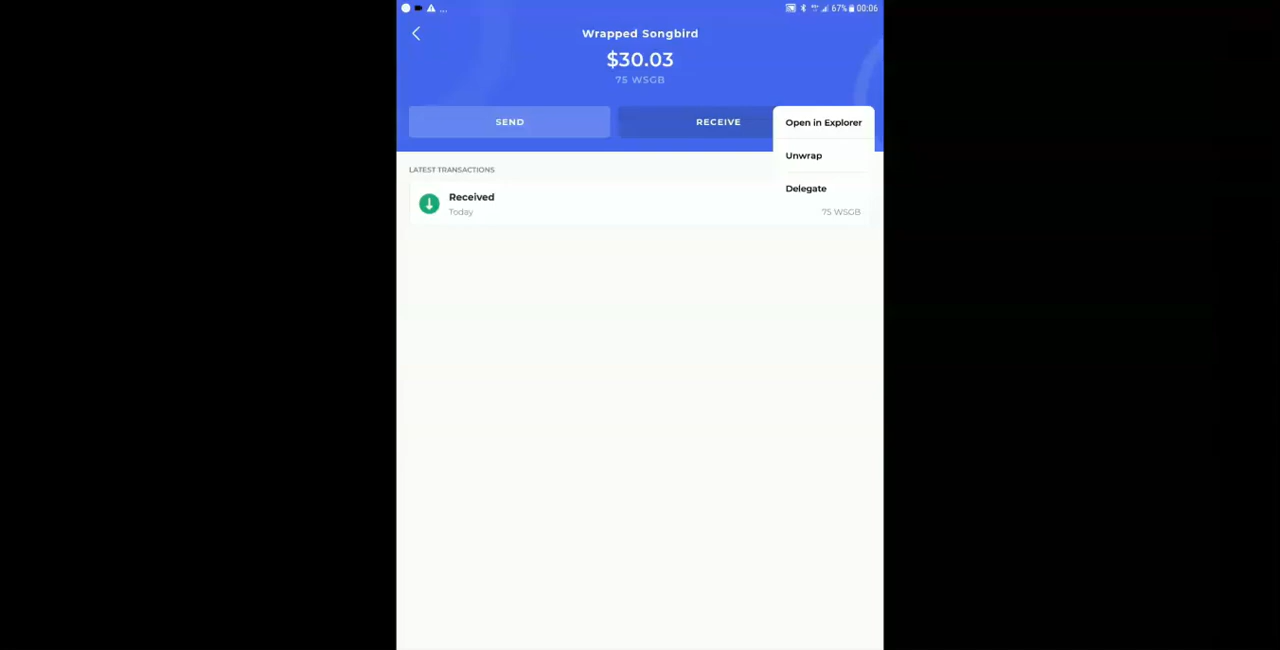 ... 67% 00:06
Wrapped Songbird
$30.03
75 WSGB
SEND
RECEIVE
Open in Explorer
Unwrap
Delegate
LATEST TRANSACTIONS
Received
Today
75 WSGB